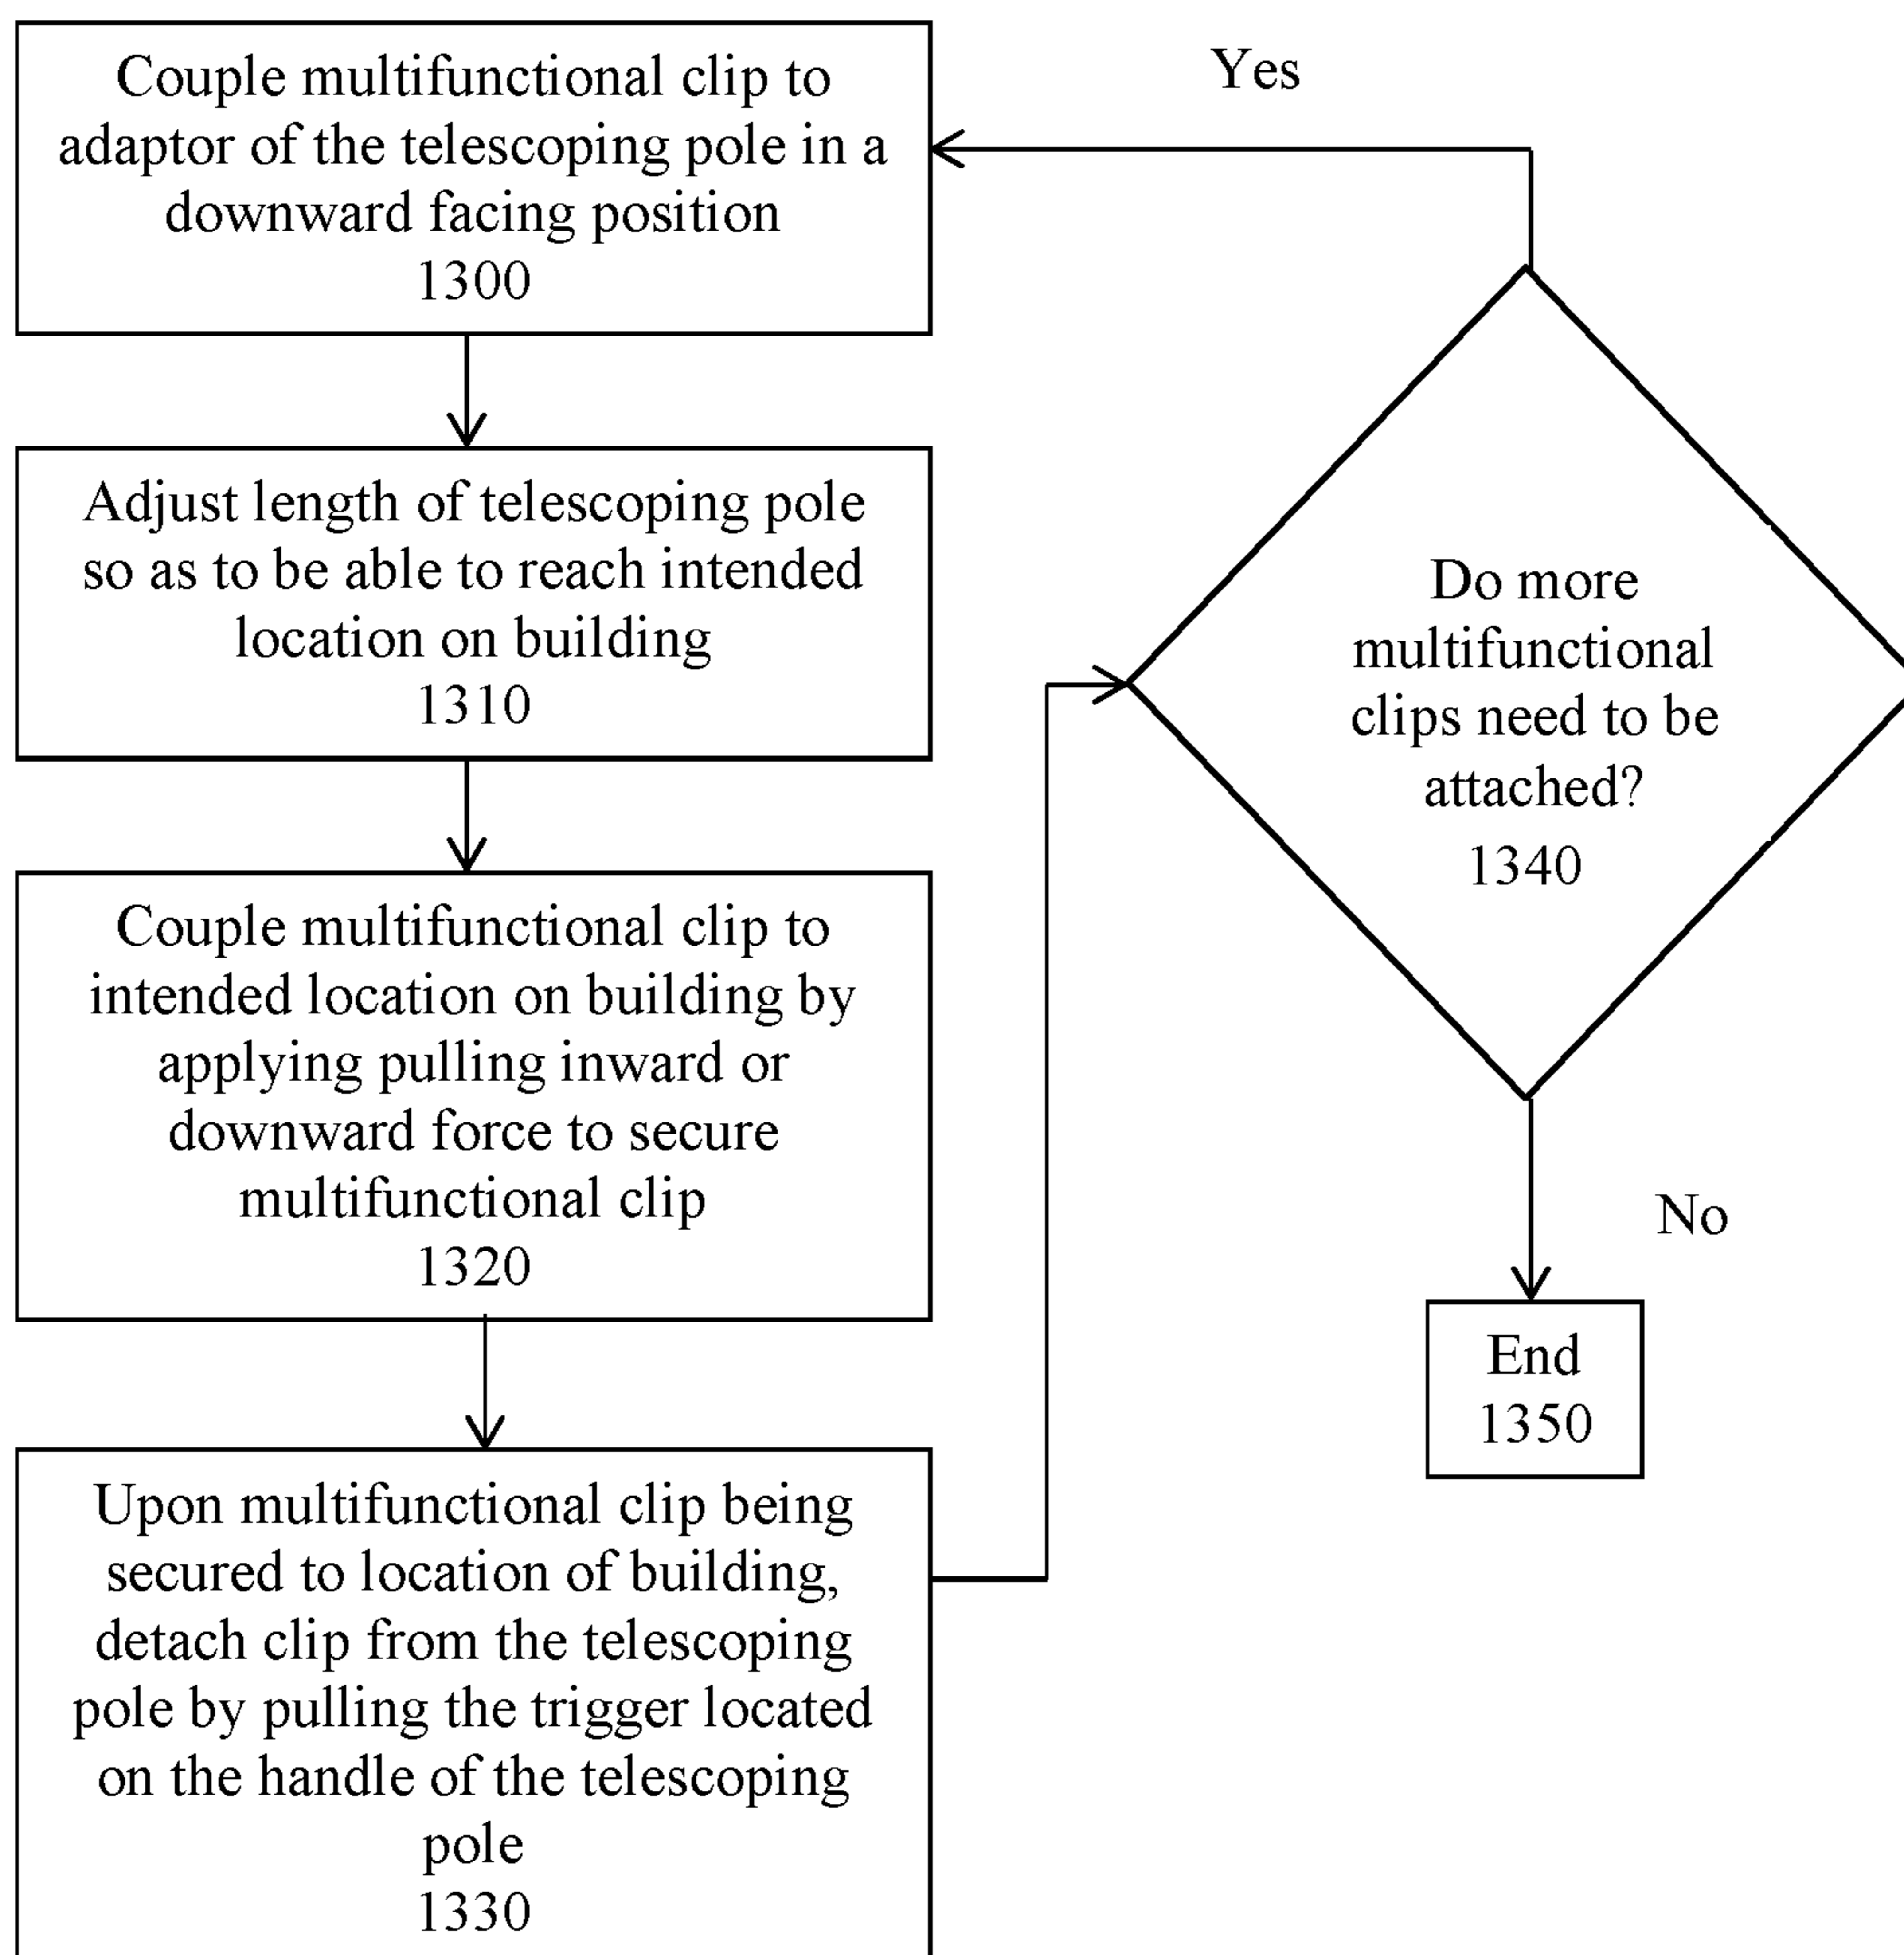 Couple multifunctional clip to
adaptor of the telescoping pole in a
downward facing position
1300
Adjust length of telescoping pole
so as to be able to reach intended
location on building
1310
Couple multifunctional clip to
intended location on building by
applying pulling inward or
downward force to secure
multifunctional clip
1320
Upon multifunctional clip being
secured to location of building,
detach clip from the telescoping
pole by pulling the trigger located
on the handle of the telescoping
pole
1330
Yes
Do more
multifunctional
clips need to be
attached?
1340
No
End
1350